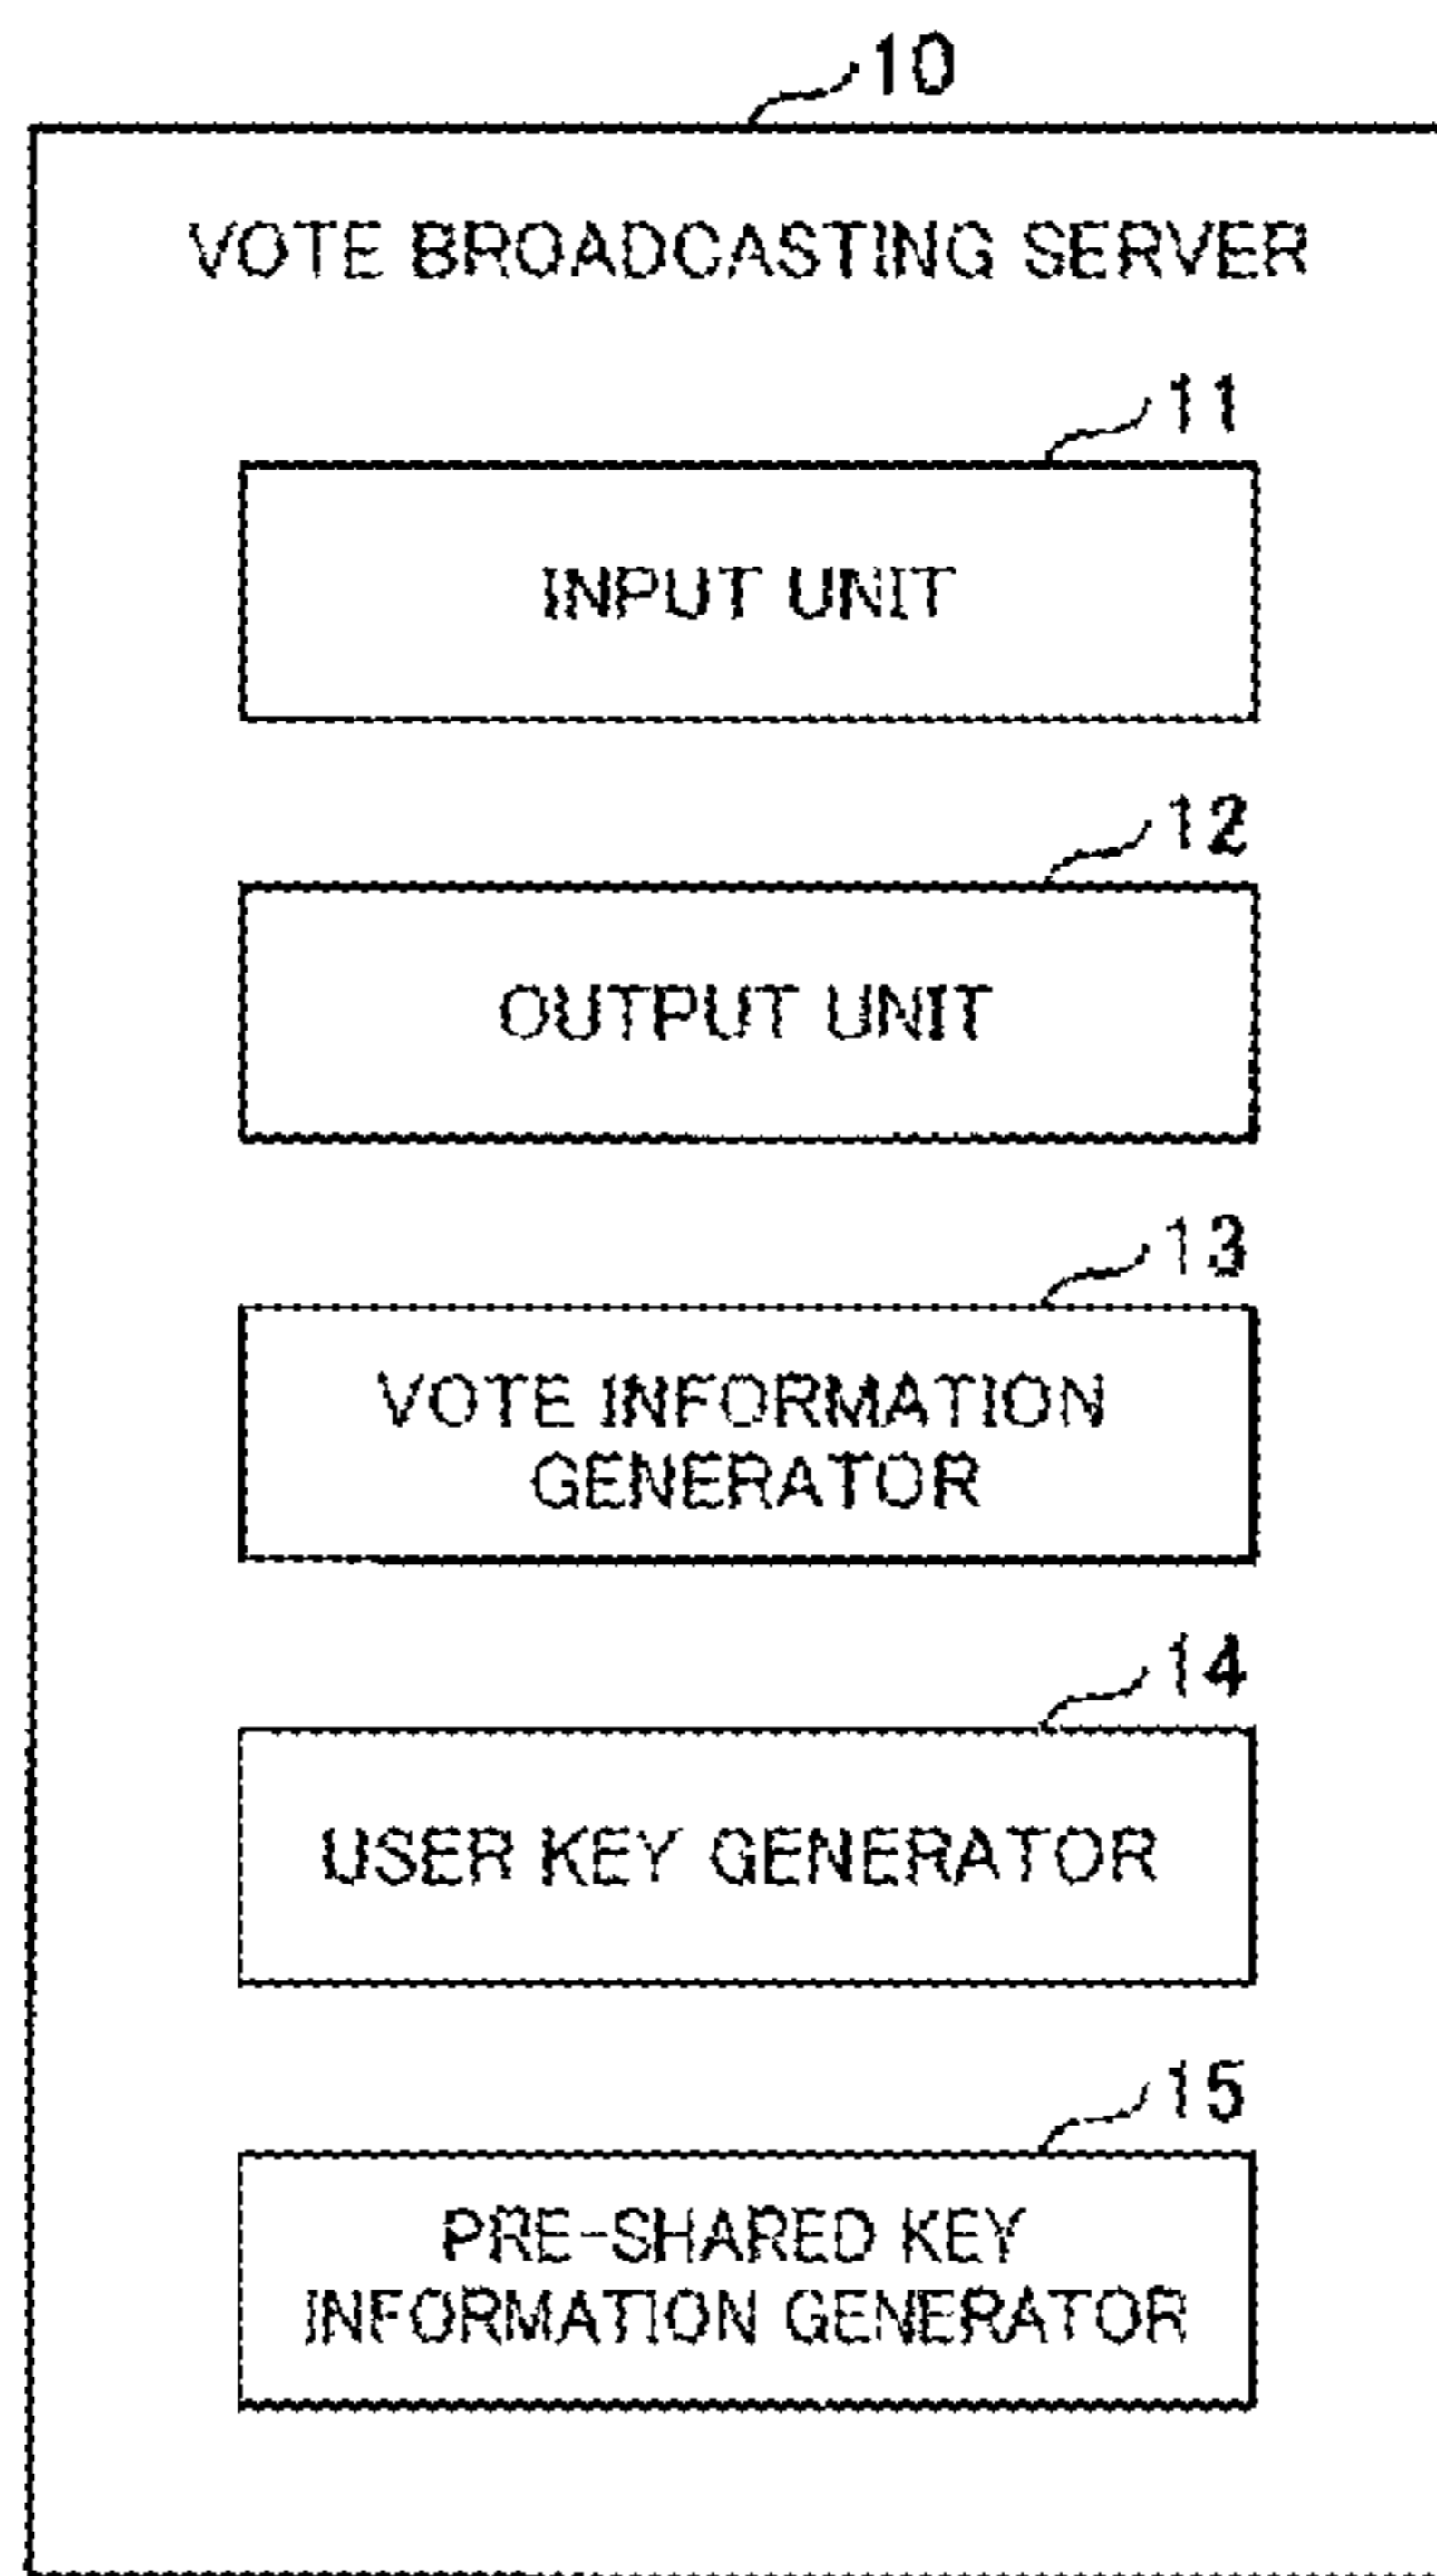 10
VOTE BROADCASTING SERVER
11
INPUT UNIT
12
OUTPUT UNIT
13
VOTE INFORMATION
GENERATOR
14
USER KEY GENERATOR
15
PRE-SHARED KEY
INFORMATION GENERATOR